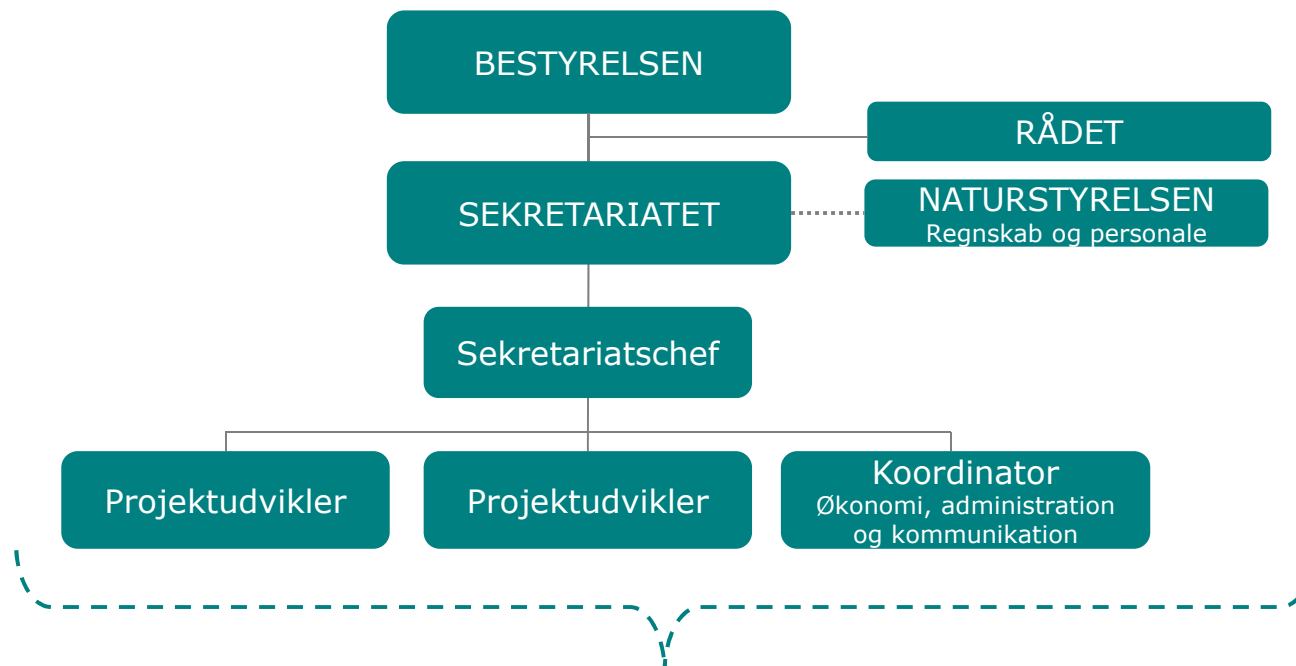 BESTYRELSEN
RÅDET
SEKRETARIATET
NATURSTYRELSEN
Regnskab og personale
Sekretariatschef
Projektudvikler
Projektudvikler
Koordinator
Økonomi, administration
og kommunikation